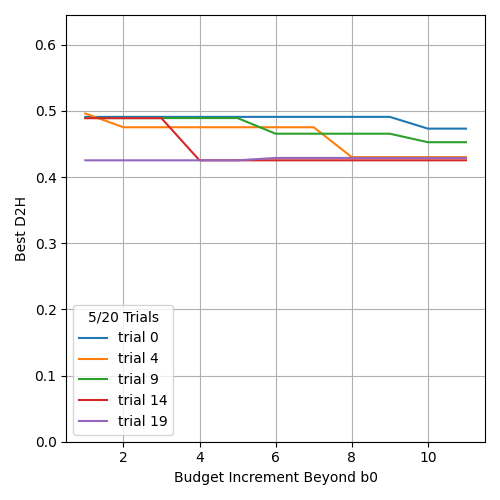 0.6
0.5
0.4
0.3
0.2
0.1
0.0
Best D2H
5/20 Trials
trial 0
trial 4
trial 9
trial 14
trial 19
2 4 6 8 10
Budget Increment Beyond b0